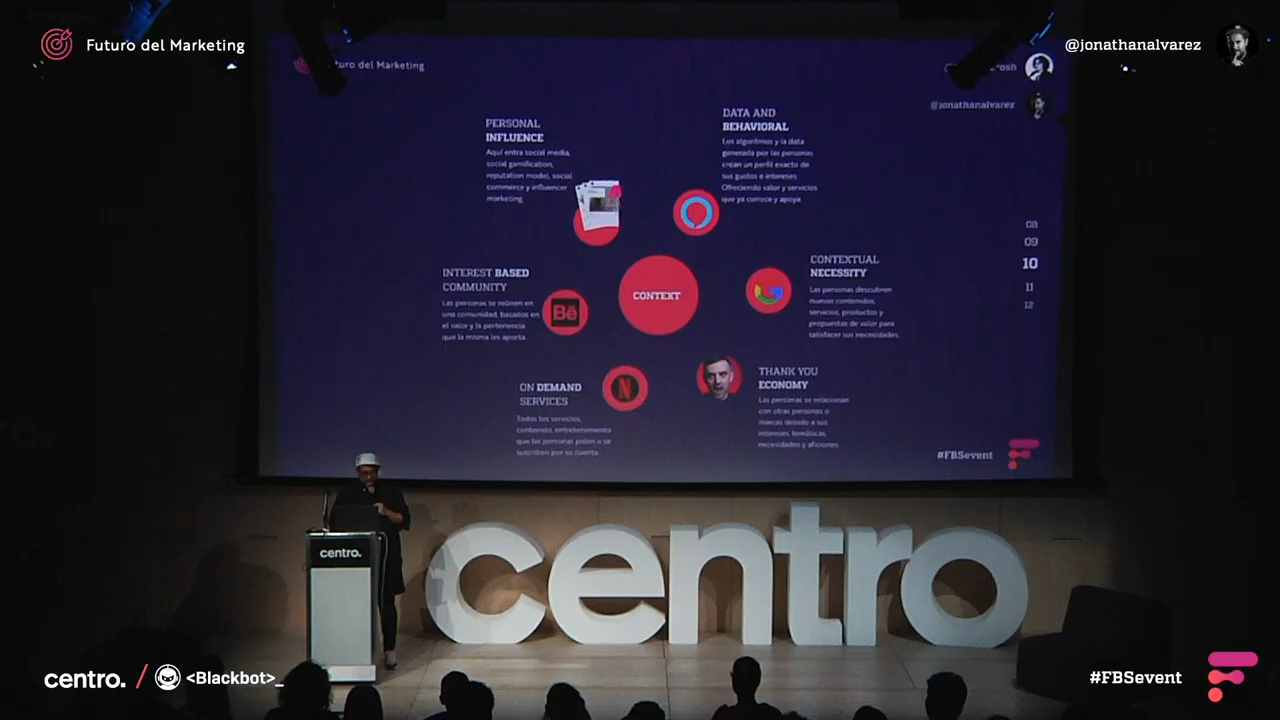 Futuro del Marketing
@jonathanalvarez
uturo del Marketing
rosh
@jonathanalvarez
PERSONAL
INFLUENCE
Aquí entra social media,
social gamification,
reputation model, social
commerce y influencer
marketing.
DATA AND
BEHAVIORAL
Los algoritmos y la data
generada por las personas
crean un perfil exacto de
sus gustos e intereses.
Ofreciendo valor y servicios
que ya conoce y apoya
INTEREST BASED
COMMUNITY
Las personas se reúnen en
una comunidad, basados en
el valor y la pertenencia
que la misma les aporta.
Bē
CONTEXT
CONTEXTUAL
NECESSITY
Las personas descubren
nuevos contenidos,
servicios, productos y
propuestas de valor para
satisfacer sus necesidades
08
09
10
11
12
ON DEMAND
SERVICES
Todos los servicios,
contenido, entretenimiento
que las personas piden o se
suscriben por su cuenta.
N
THANK YOU
ECONOMY
Las personas se relacionan
con otras personas o
marcas debido a sus
intereses, temáticas,
necesidades y aficiones.
#FBSevent
centro.
centro
centro. / <Blackbot>_
#FBSevent